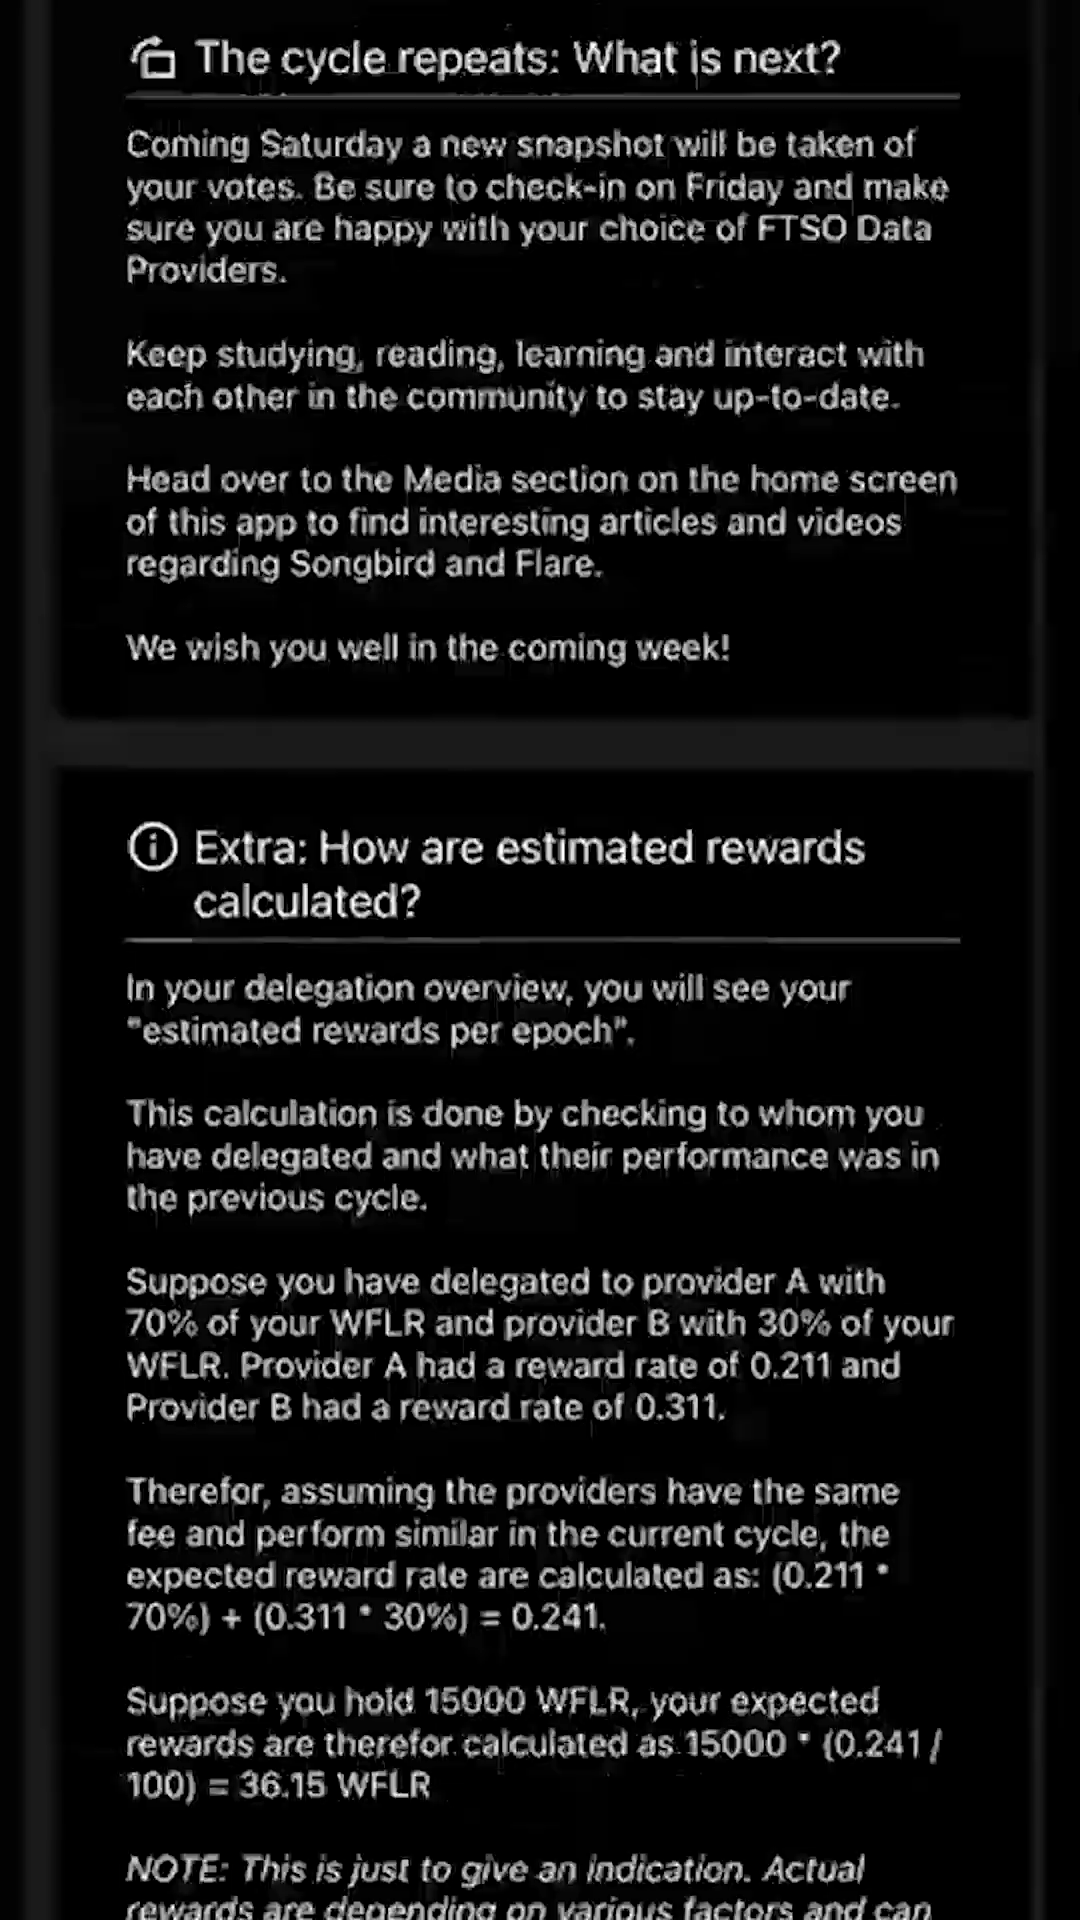 The cycle repeats: What is next?
Coming Saturday a new snapshot will be taken of
your votes. Be sure to check-in on Friday and make
sure you are happy with your choice of FTSO Data
Providers.
Keep studying, reading, learning and interact with
each other in the community to stay up-to-date.
Head over to the Media section on the home screen
of this app to find interesting articles and videos
regarding Songbird and Flare.
We wish you well in the coming week!
Extra: How are estimated rewards
calculated?
In your delegation overview, you will see your
"estimated rewards per epoch".
This calculation is done by checking to whom you
have delegated and what their performance was in
the previous cycle.
Suppose you have delegated to provider A with
70% of your WFLR and provider B with 30% of your
WFLR. Provider A had a reward rate of 0.211 and
Provider B had a reward rate of 0.311.
Therefor, assuming the providers have the same
fee and perform similar in the current cycle, the
expected reward rate are calculated as: (0.211 *
70%) + (0.311 * 30%) = 0.241.
Suppose you hold 15000 WFLR, your expected
rewards are therefor calculated as 15000 * (0.241 /
100) = 36.15 WFLR
NOTE: This is just to give an indication. Actual
rewards are depending on various factors and can